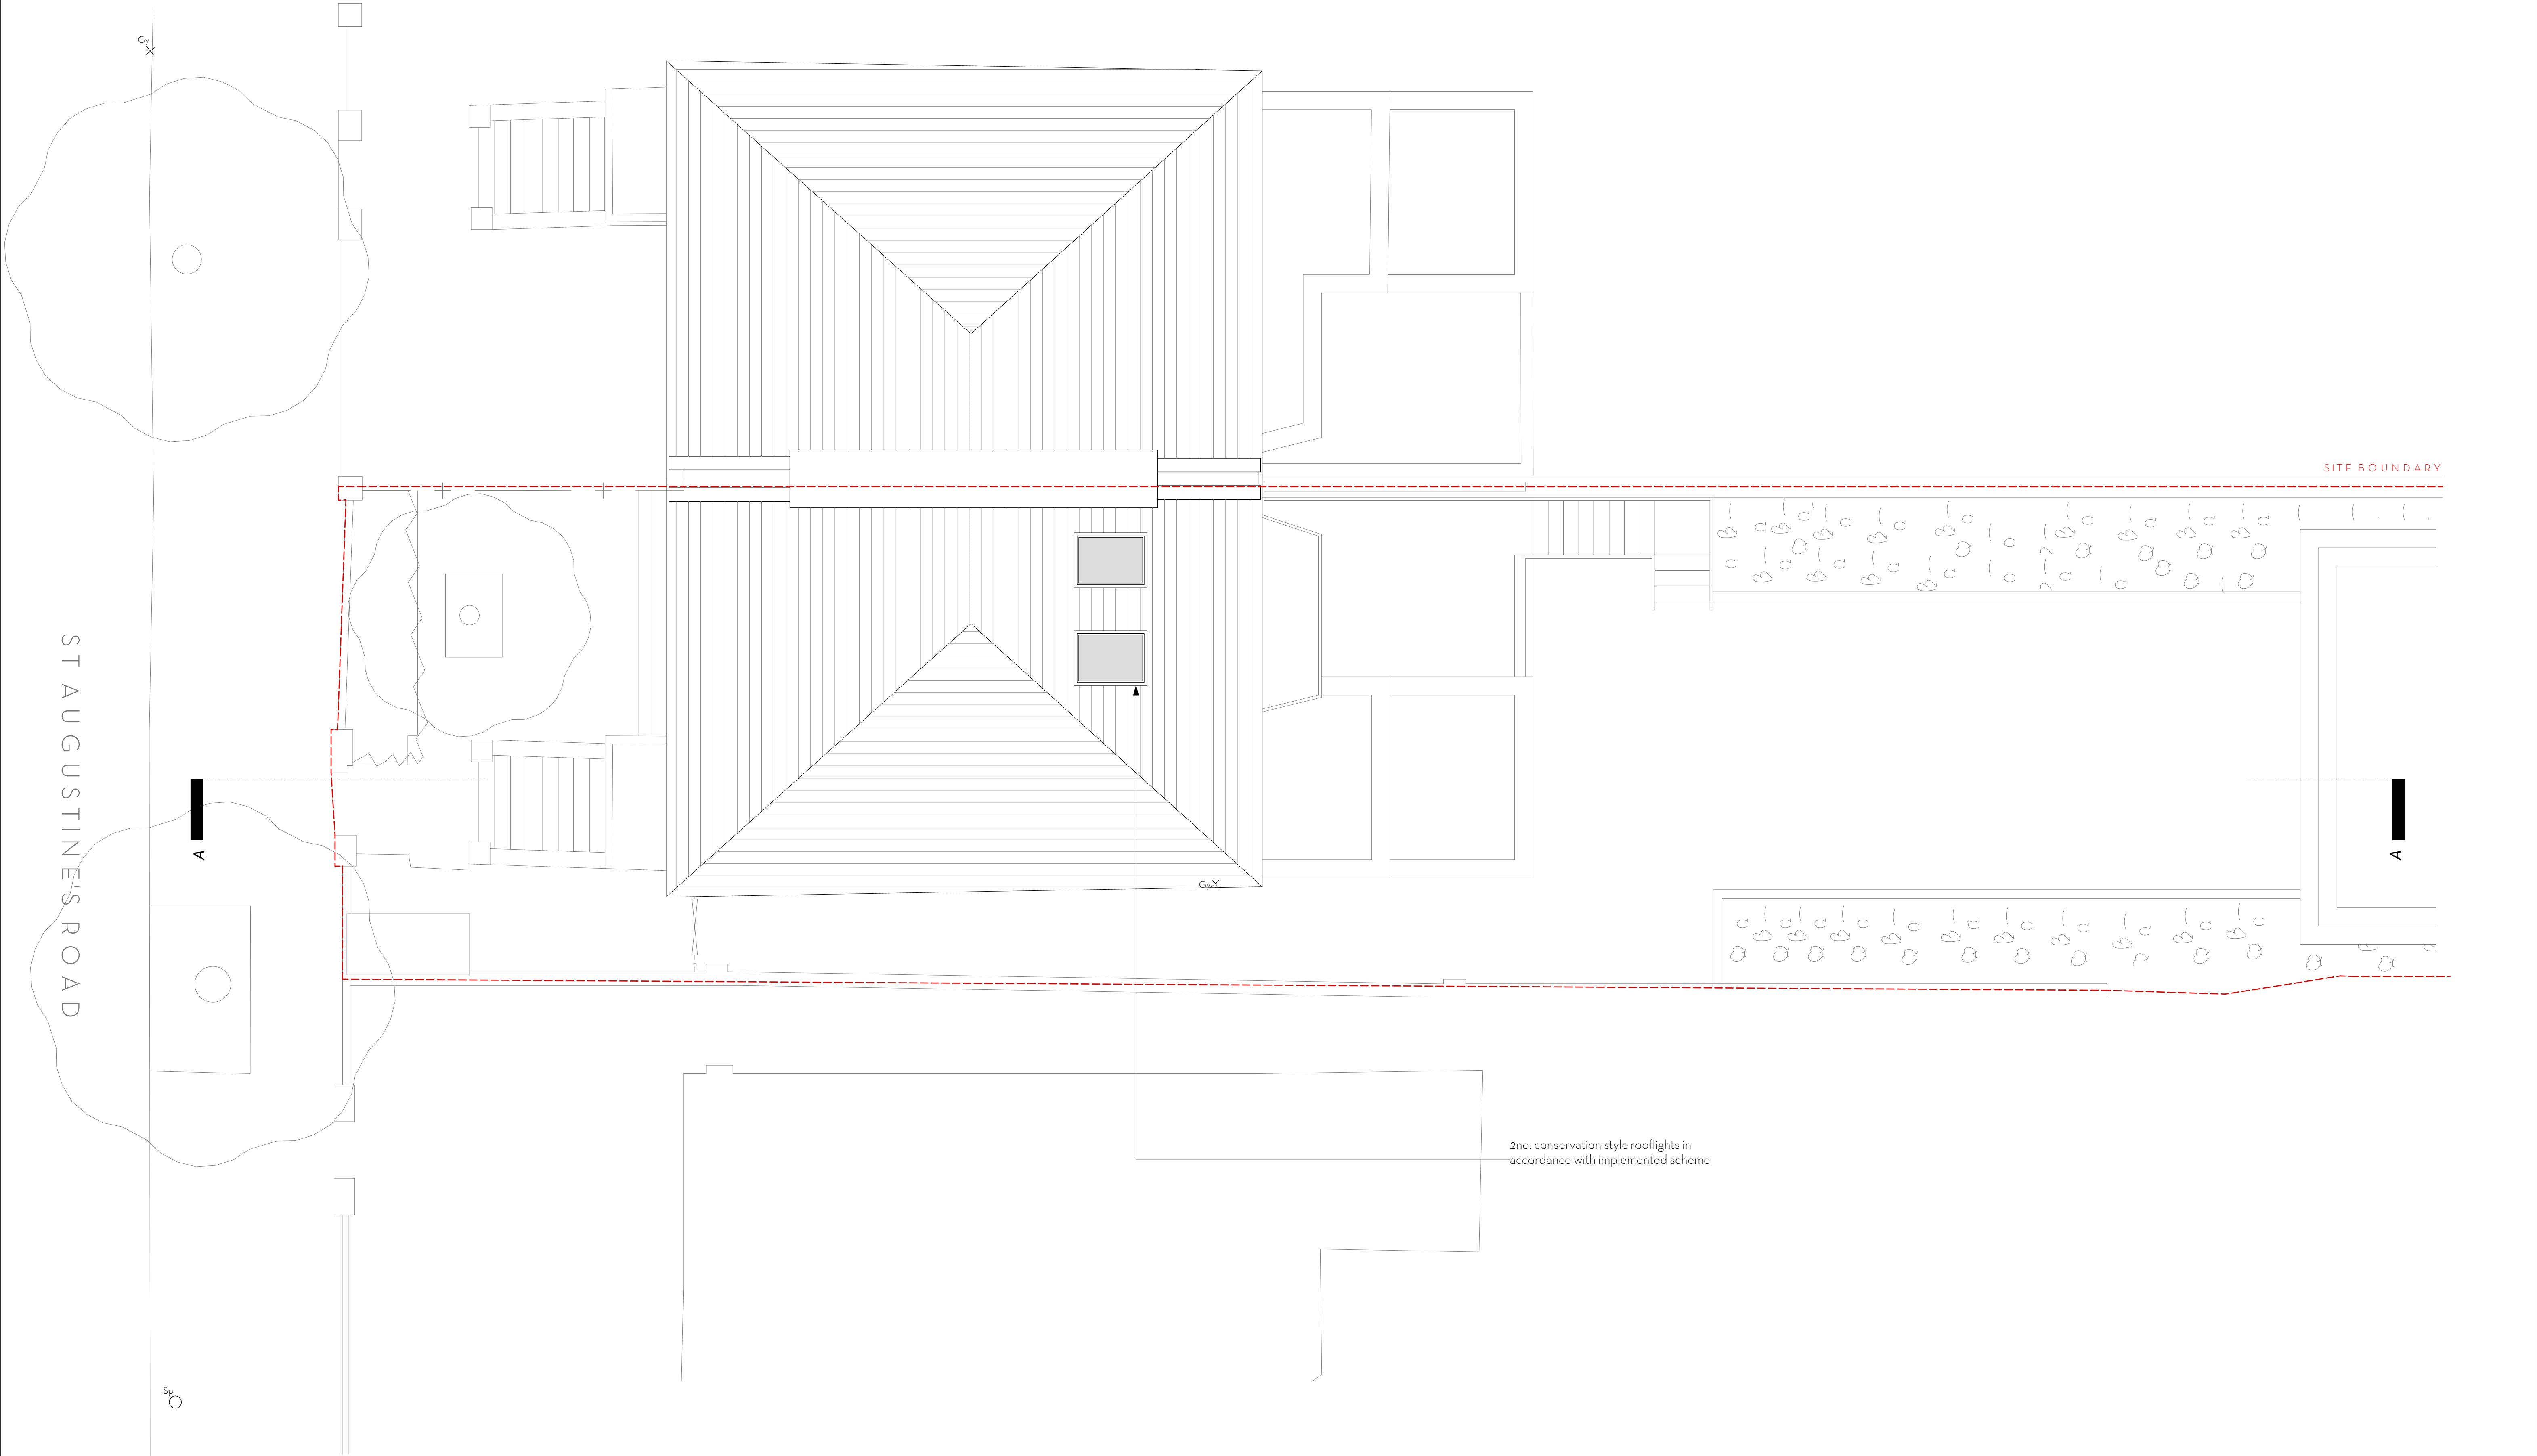 Gy
SITE BOUNDARY
ST AUGUSTINE'S ROAD
A
A
Gy
2no. conservation style rooflights in
accordance with implemented scheme
Sp